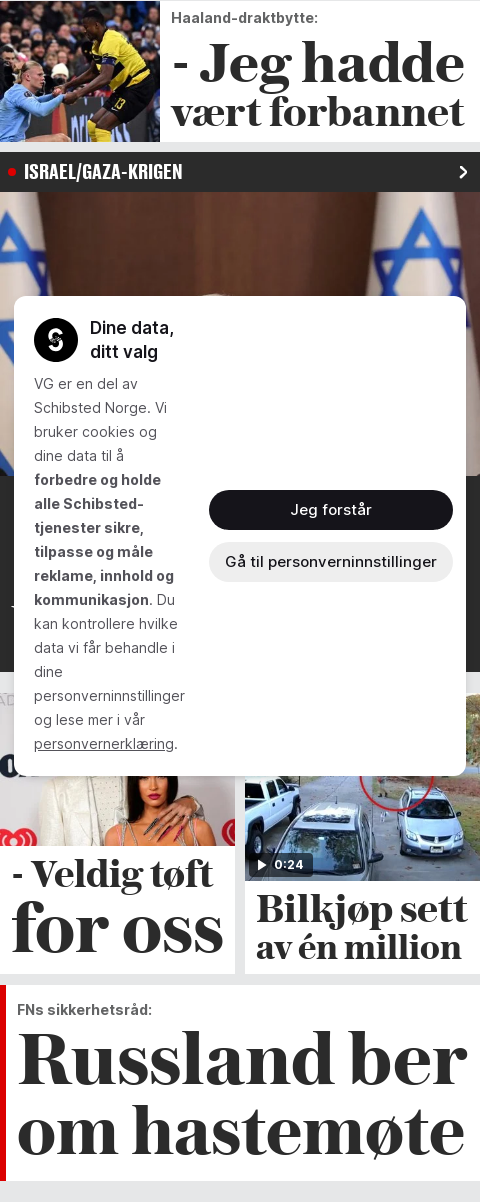 Haaland-draktbytte:
- Jeg hadde
vært forbannet
ISRAEL/GAZA-KRIGEN
Dine data,
ditt valg
VG er en del av
Schibsted Norge. Vi
bruker cookies og
dine data til å
forbedre og holde
alle Schibsted-
tjenester sikre,
tilpasse og måle
reklame, innhold og
kommunikasjon. Du
kan kontrollere hvilke
data vi får behandle i
dine
personverninnstillinger
og lese mer i vår
personvernerklæring.
Jeg forstår
Gå til personverninnstillinger
0:24
- Veldig tøft
for oss
Bilkjøp sett
av én million
FNs sikkerhetsråd:
Russland ber
om hastemøte